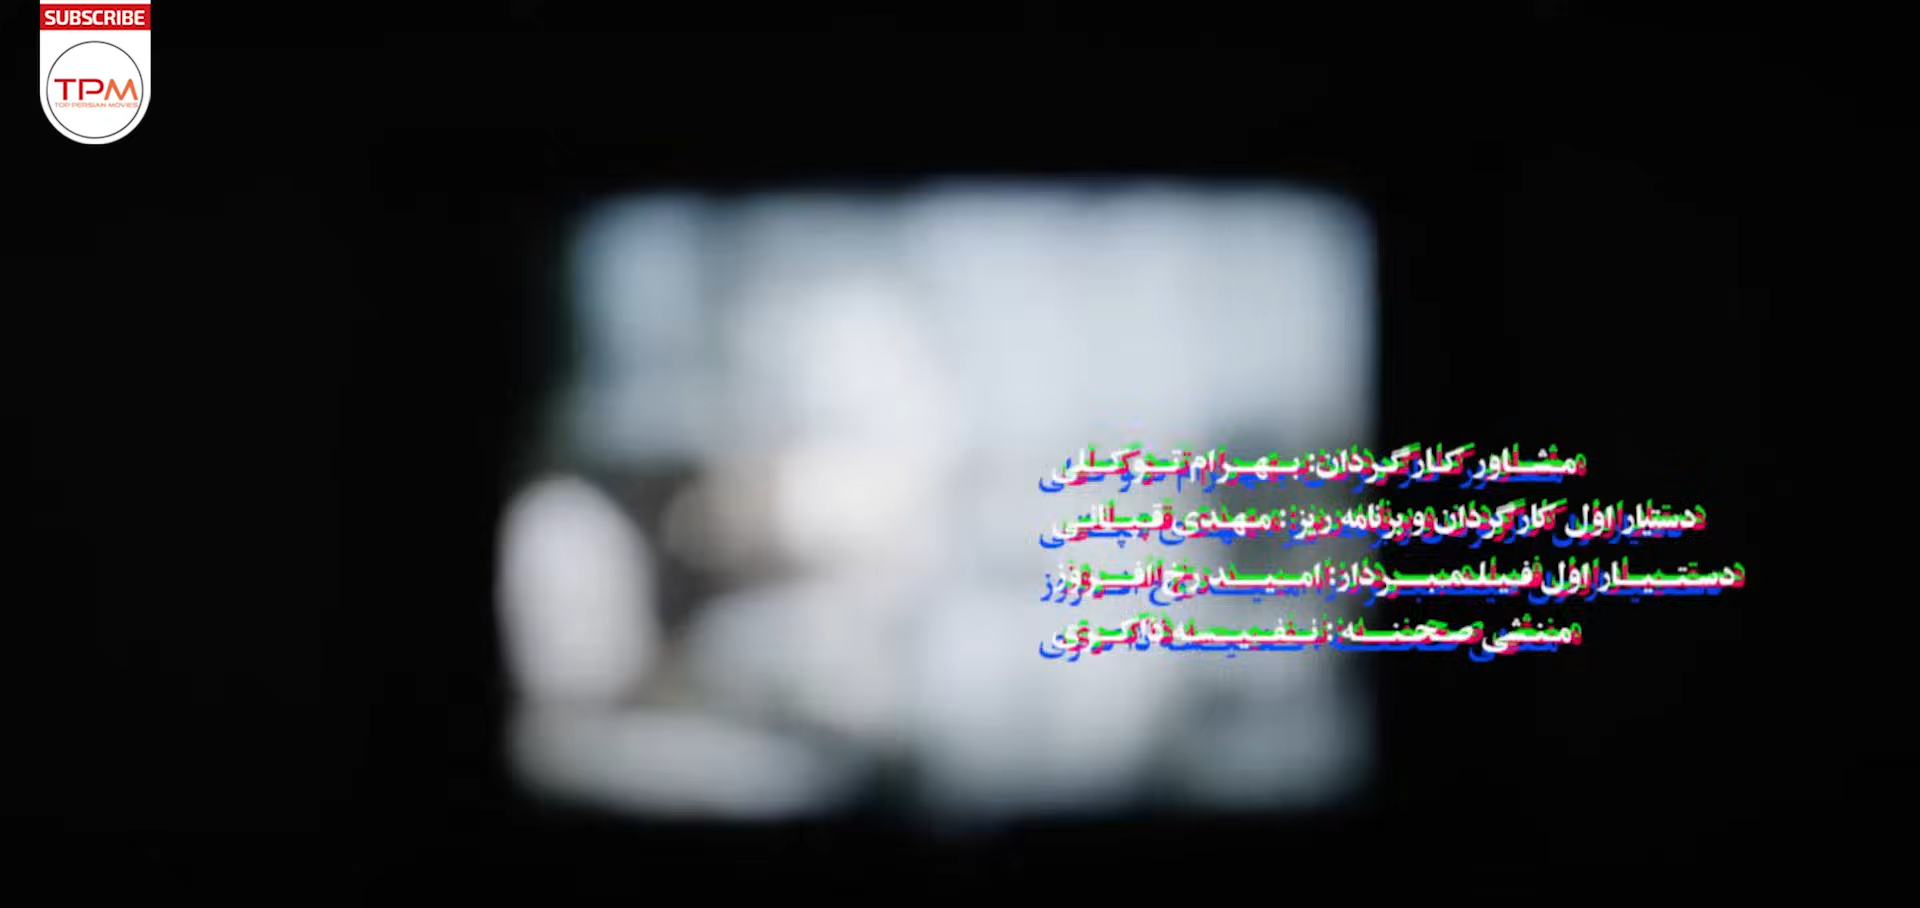 SUBSCRIBE
TPM
TOP PERSIAN MOVIES
مشاور کارگردان: بهرام توکلی
دستیار اول کارگردان و برنامه ریز: مهدی
دستیار اول فیلمبردار: امید رخ افروز
منشی صحنه: نفیسه ذاکری